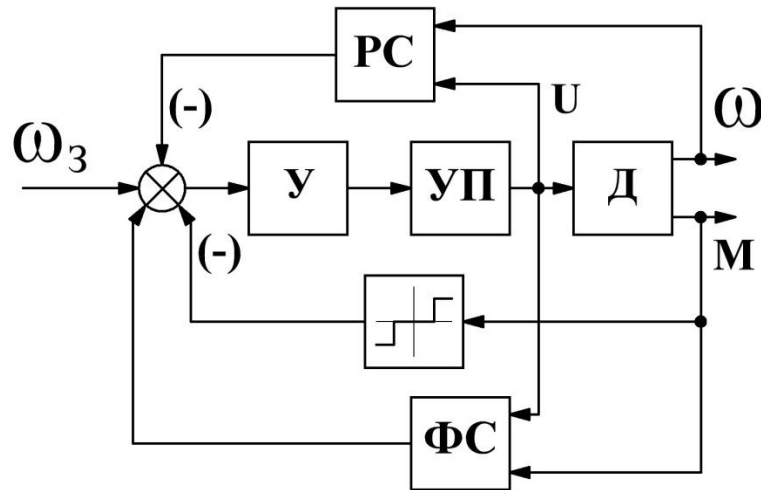 РС
(-)
U
ω
ω₃
У
УП
Д
(-)
М
ФС